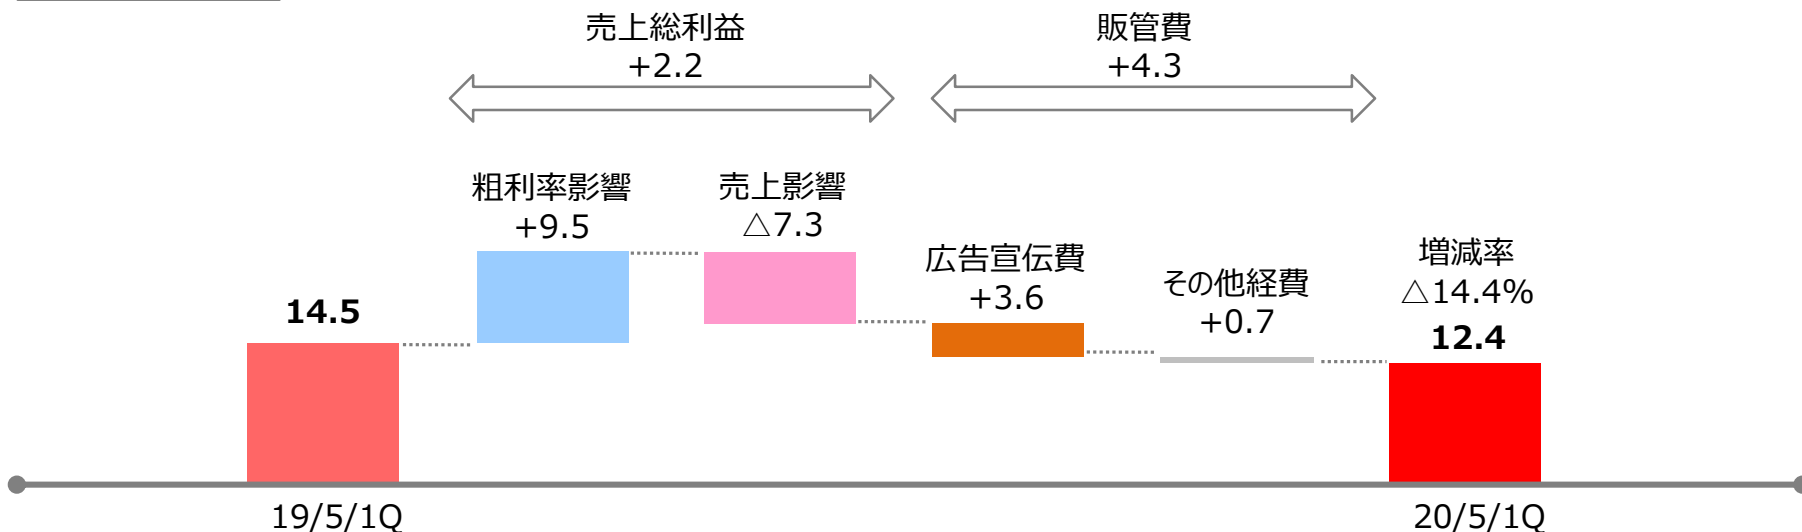 売上総利益
+2.2
販管費
+4.3
粗利率影響
+9.5
売上影響
△7.3
広告宣伝費
+3.6
その他経費
+0.7
増減率
△14.4%
14.5
12.4
19/5/1Q
20/5/1Q